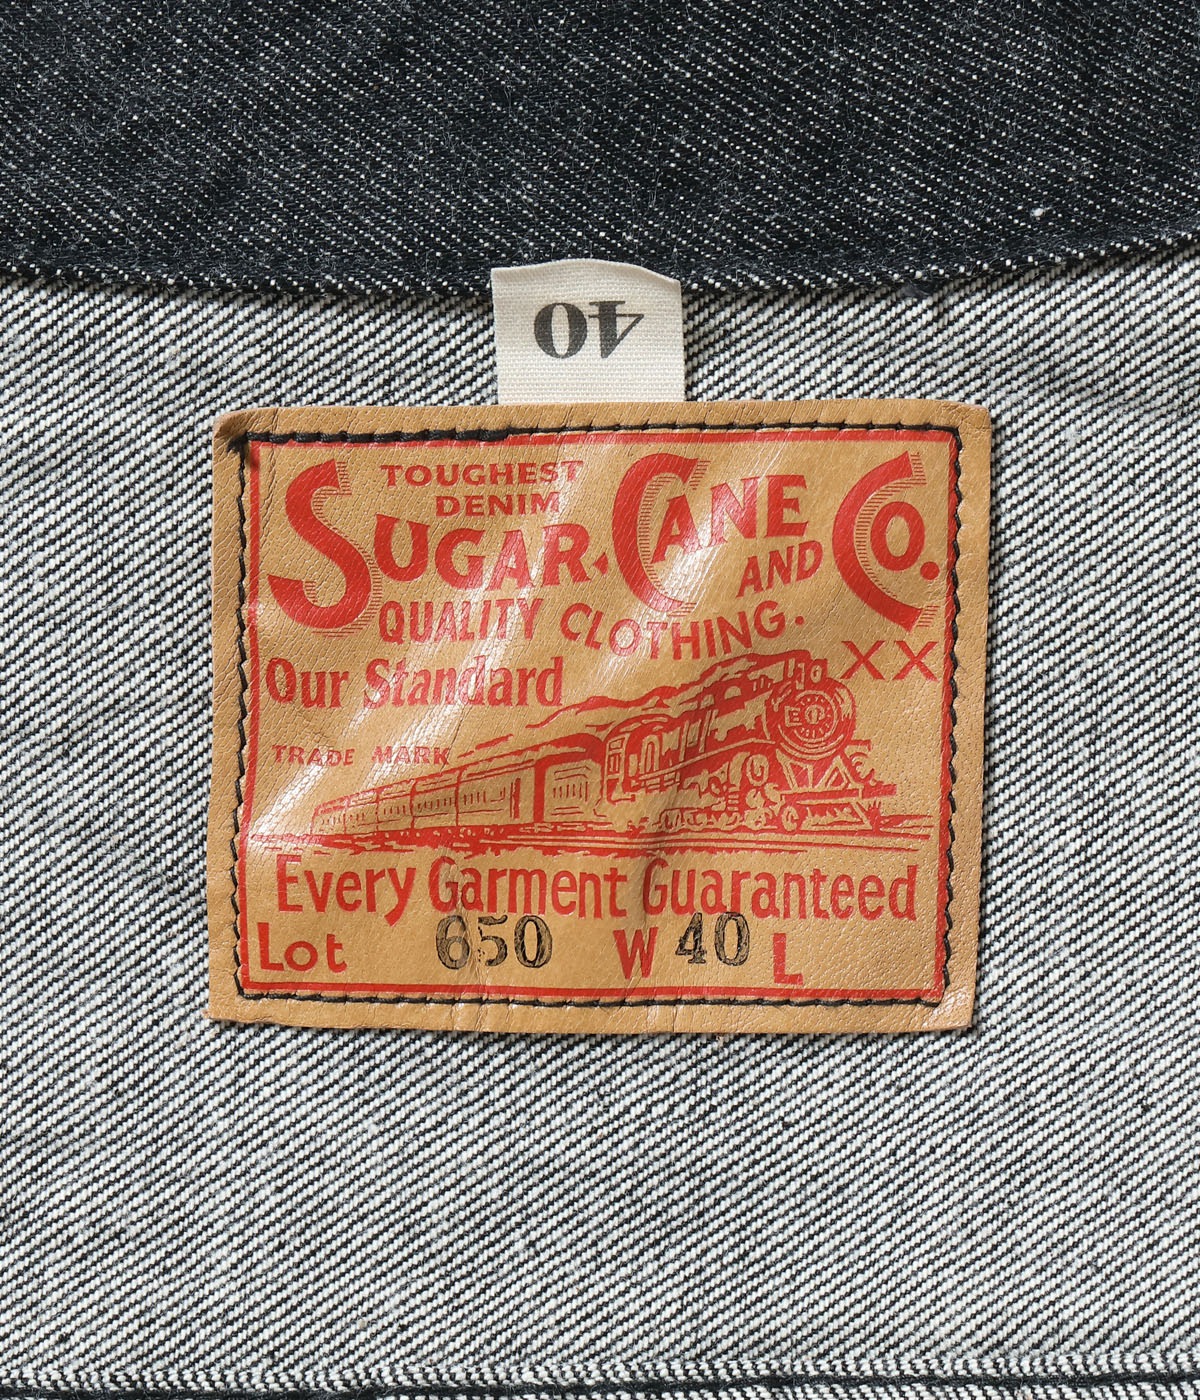 40
TOUGHEST
DENIM
SUGAR CANE CO.
AND
QUALITY CLOTHING.
XX
Our Standard
TRADE MARK
Every Garment Guaranteed
Lot 650 W 40 L